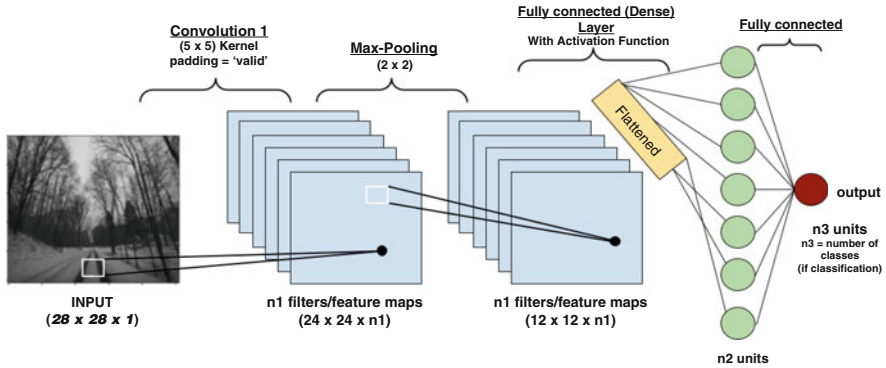 Convolution 1
(5 x 5) Kernel
padding = ‘valid’
Max-Pooling
(2 x 2)
Fully connected (Dense)
Layer
With Activation Function
Fully connected
Flattened
INPUT
(28 x 28 x 1)
n1 filters/feature maps
(24 x 24 x n1)
n1 filters/feature maps
(12 x 12 x n1)
n2 units
output
n3 units
n3 = number of
classes
(if classification)